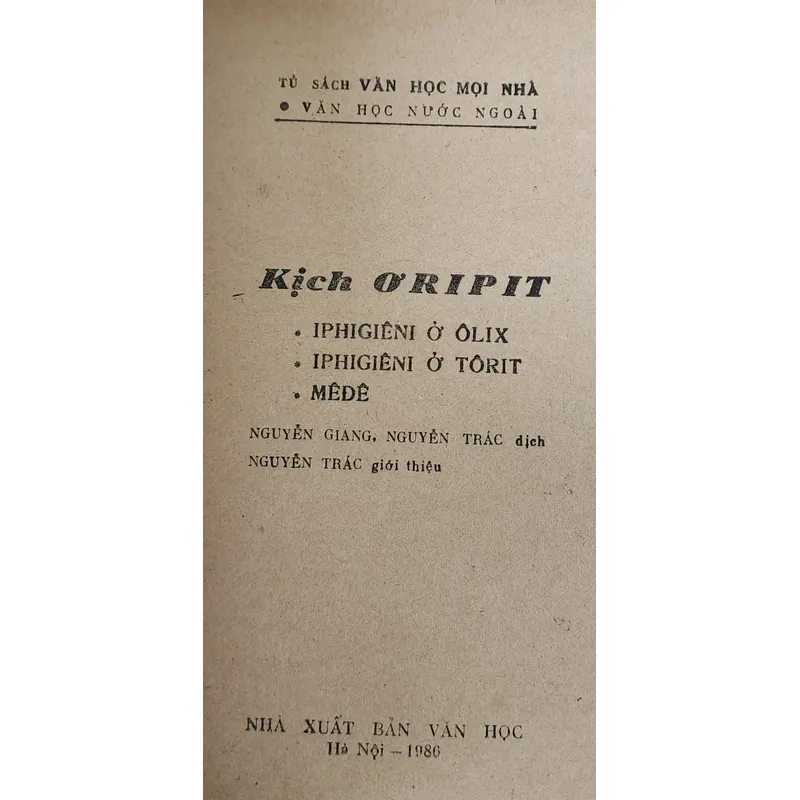 TỦ SÁCH VĂN HỌC MỌI NHÀ
● VĂN HỌC NƯỚC NGOÀI
Kịch ƠRIPIT
• IPHIGIÊNI Ở ÔLIX
• IPHIGIÊNI Ở TÔRIT
• MÊĐÊ
NGUYỄN GIANG, NGUYỄN TRÁC dịch
NGUYỄN TRÁC giới thiệu
NHÀ XUẤT BẢN VĂN HỌC
Hà Nội – 1986